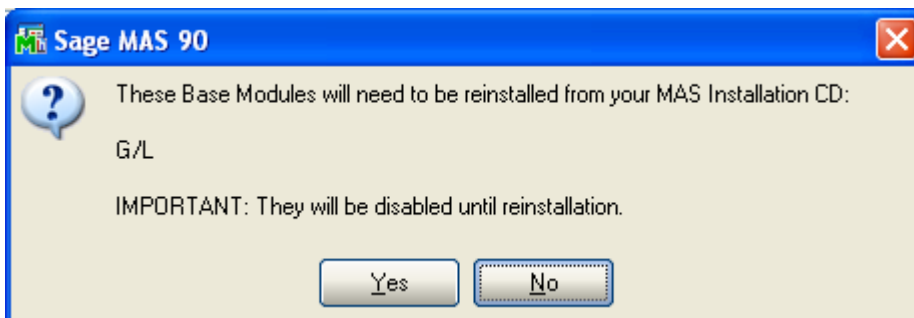 Sage MAS 90
These Base Modules will need to be reinstalled from your MAS Installation CD:
G/L
IMPORTANT: They will be disabled until reinstallation.
Yes
No